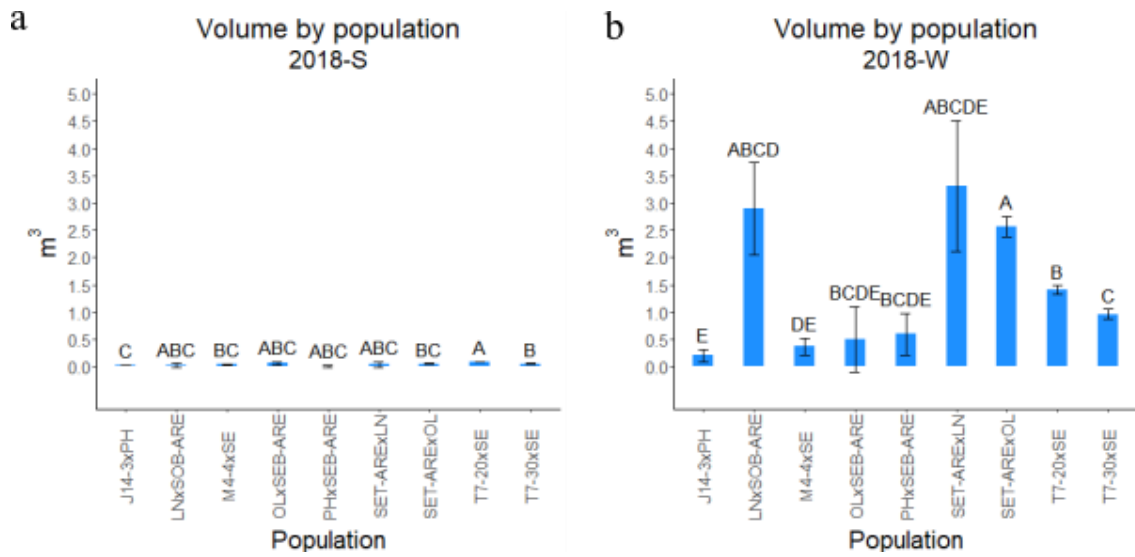 a
Volume by population
2018-S
m3
5.0
4.5
4.0
3.5
3.0
2.5
2.0
1.5
1.0
0.5
0.0
C ABC BC ABC ABC ABC BC A B
J14-3xPH
LNxSOB-ARE
M4-4xSE
OLxSEB-ARE
PHxSEB-ARE
SET-ARExLN
SET-ARExOL
T7-20xSE
T7-30xSE
Population
b
Volume by population
2018-W
m3
5.0
4.5
4.0
3.5
3.0
2.5
2.0
1.5
1.0
0.5
0.0
E ABCD DE BCDE BCDE ABCDE A B C
J14-3xPH
LNxSOB-ARE
M4-4xSE
OLxSEB-ARE
PHxSEB-ARE
SET-ARExLN
SET-ARExOL
T7-20xSE
T7-30xSE
Population